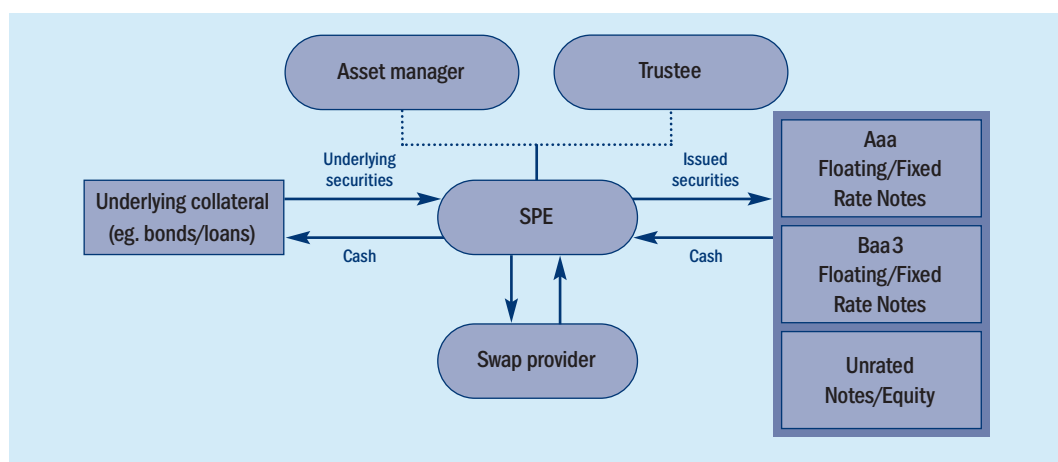 Asset manager
Trustee
Underlying
securities
Issued
securities
Underlying collateral
(eg. bonds/loans)
SPE
Cash
Cash
Swap provider
Aaa
Floating/Fixed
Rate Notes
Baa3
Floating/Fixed
Rate Notes
Unrated
Notes/Equity